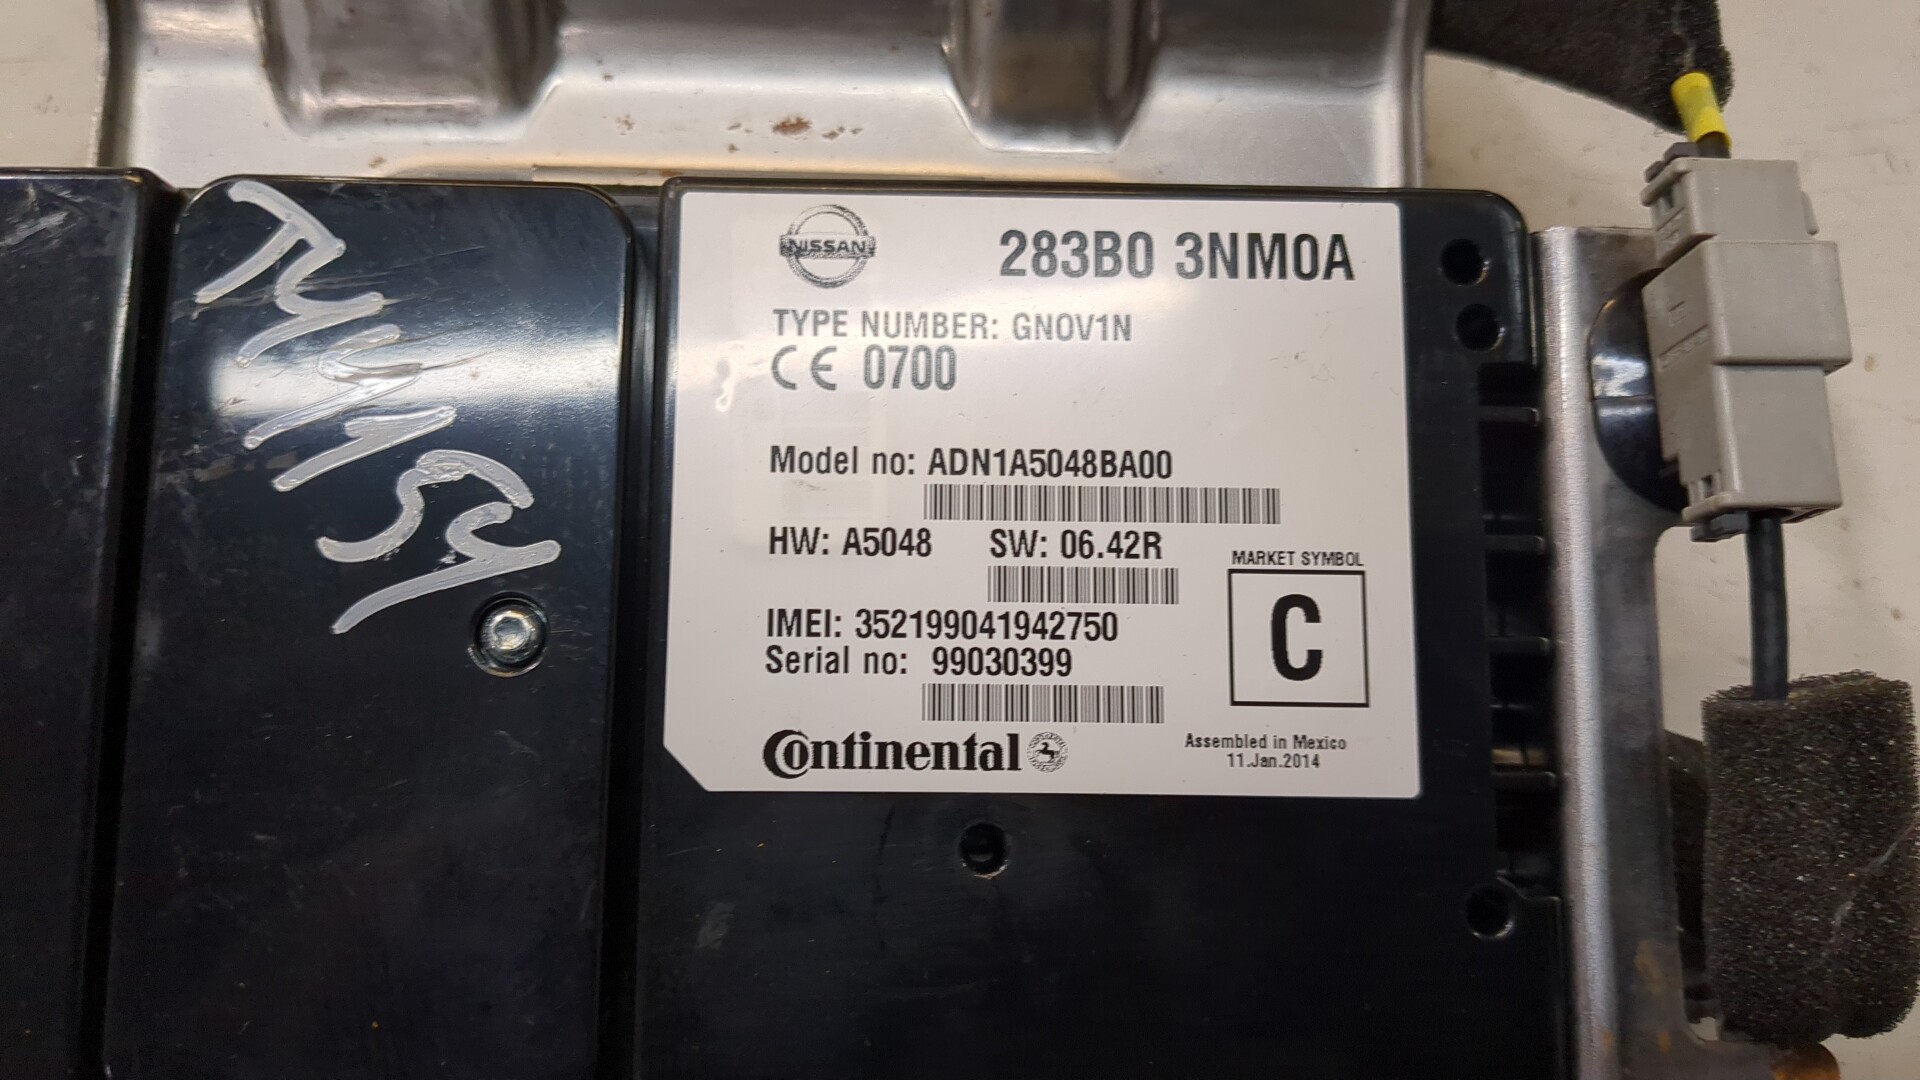 NISSAN
283B0 3NM0A
TYPE NUMBER: GNOV1N
CE 0700
Model no: ADN1A5048BA00
HW: A5048 SW: 06.42R
MARKET SYMBOL
C
IMEI: 352199041942750
Serial no: 99030399
Continental
Assembled in Mexico
11.Jan.2014